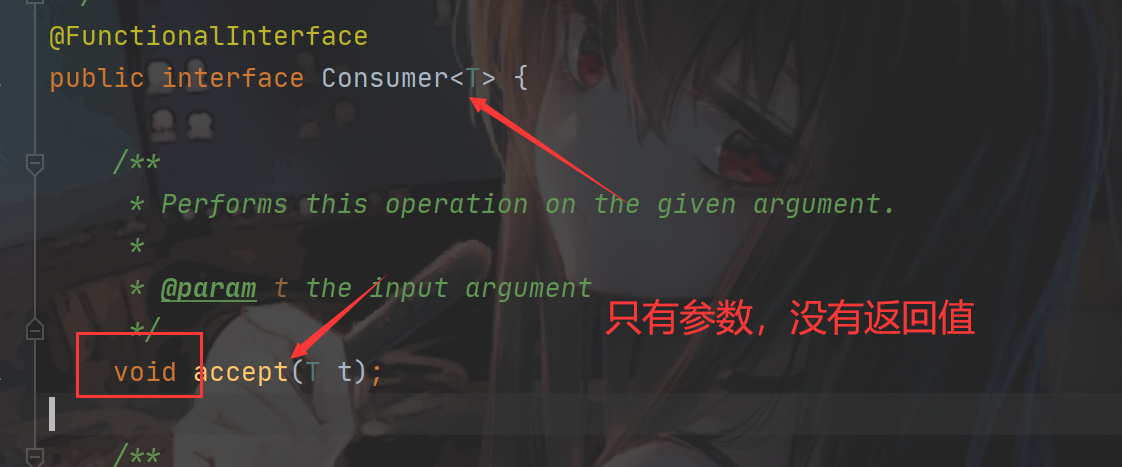 */
@FunctionalInterface
public interface Consumer<T> {
/**
* Performs this operation on the given argument.
*
* @param t the input argument
只有参数，没有返回值
*/
void accept(T t);
/**